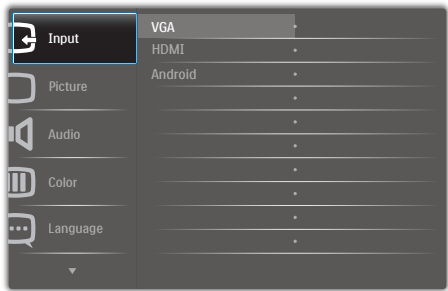 Input
Picture
Audio
Color
Language
VGA
HDMI
Android